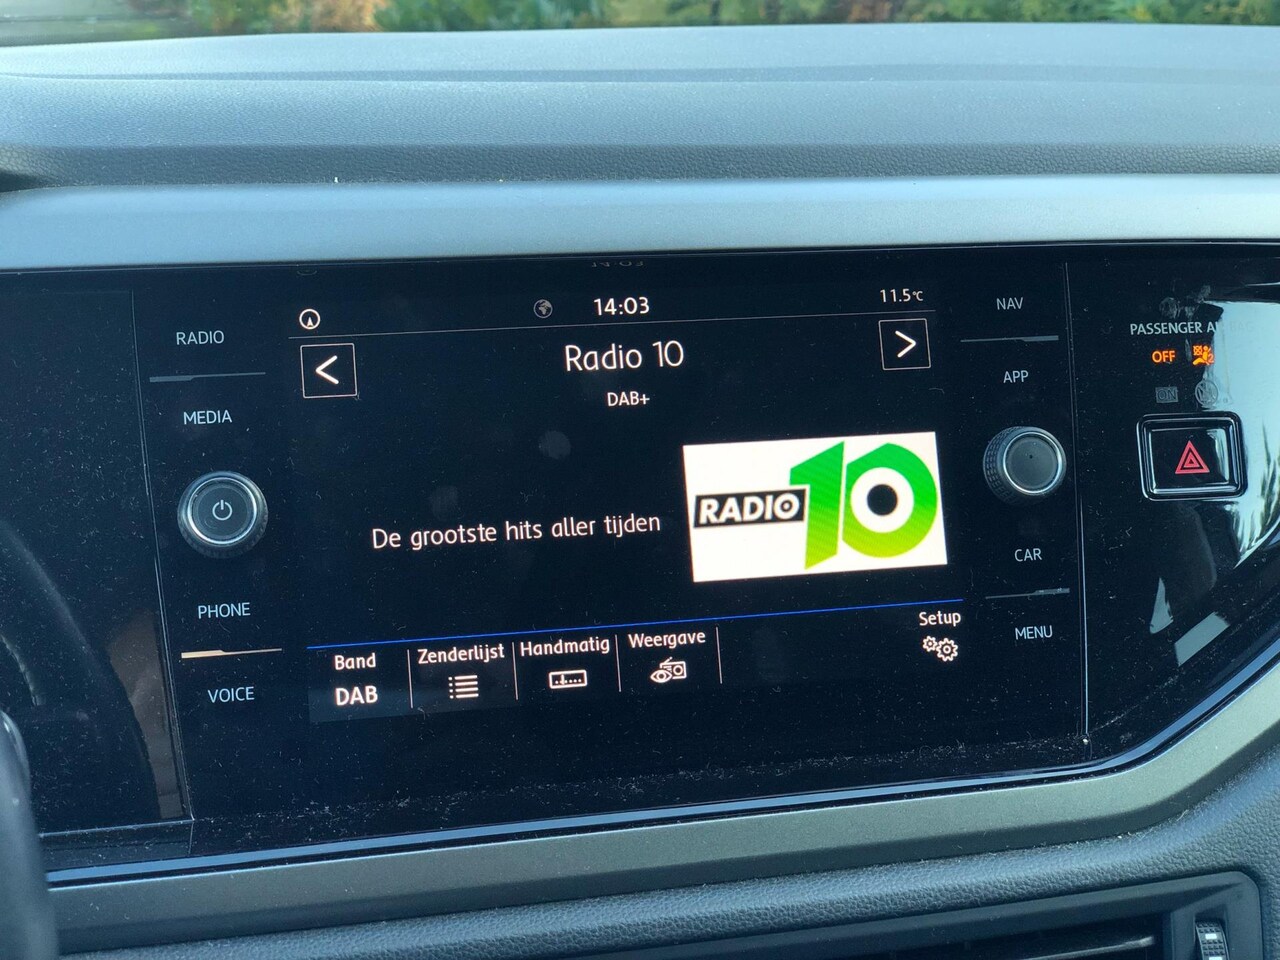 14:03
11.5°C
Radio 10
DAB+
De grootste hits aller tijden
RADIO 10
Band
DAB
Zenderlijst
Handmatig
Weergave
Setup
RADIO
MEDIA
PHONE
VOICE
NAV
APP
CAR
MENU
PASSENGER
OFF
ON